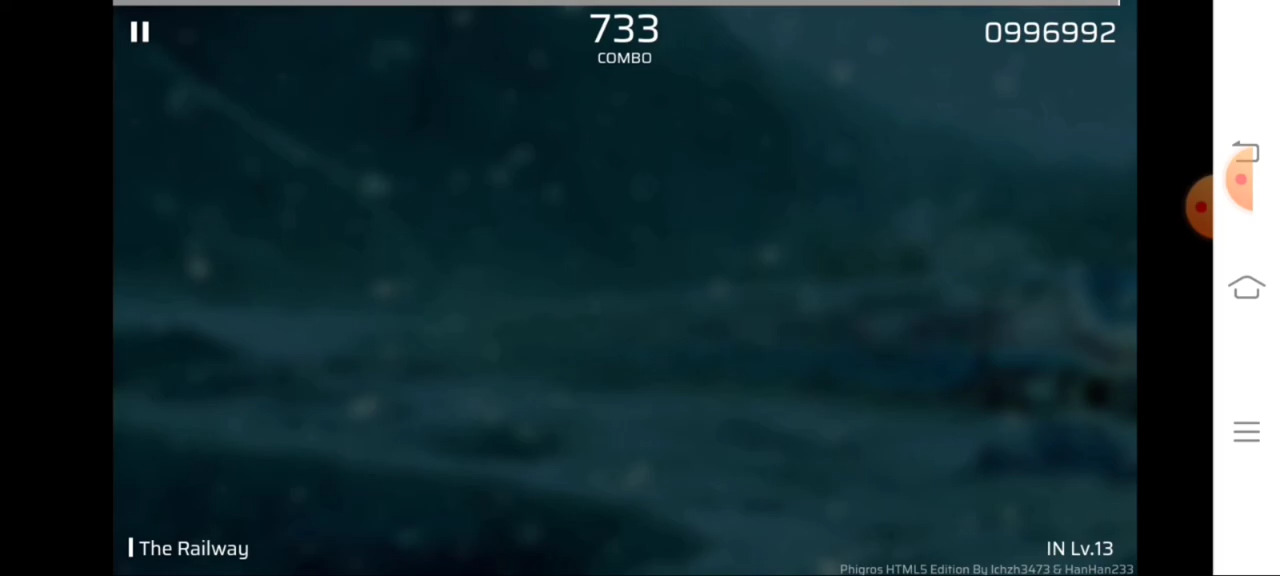 733
COMBO
0996992
The Railway
IN Lv.13
Phigros HTML5 Edition By lchzh3473 & HanHan233